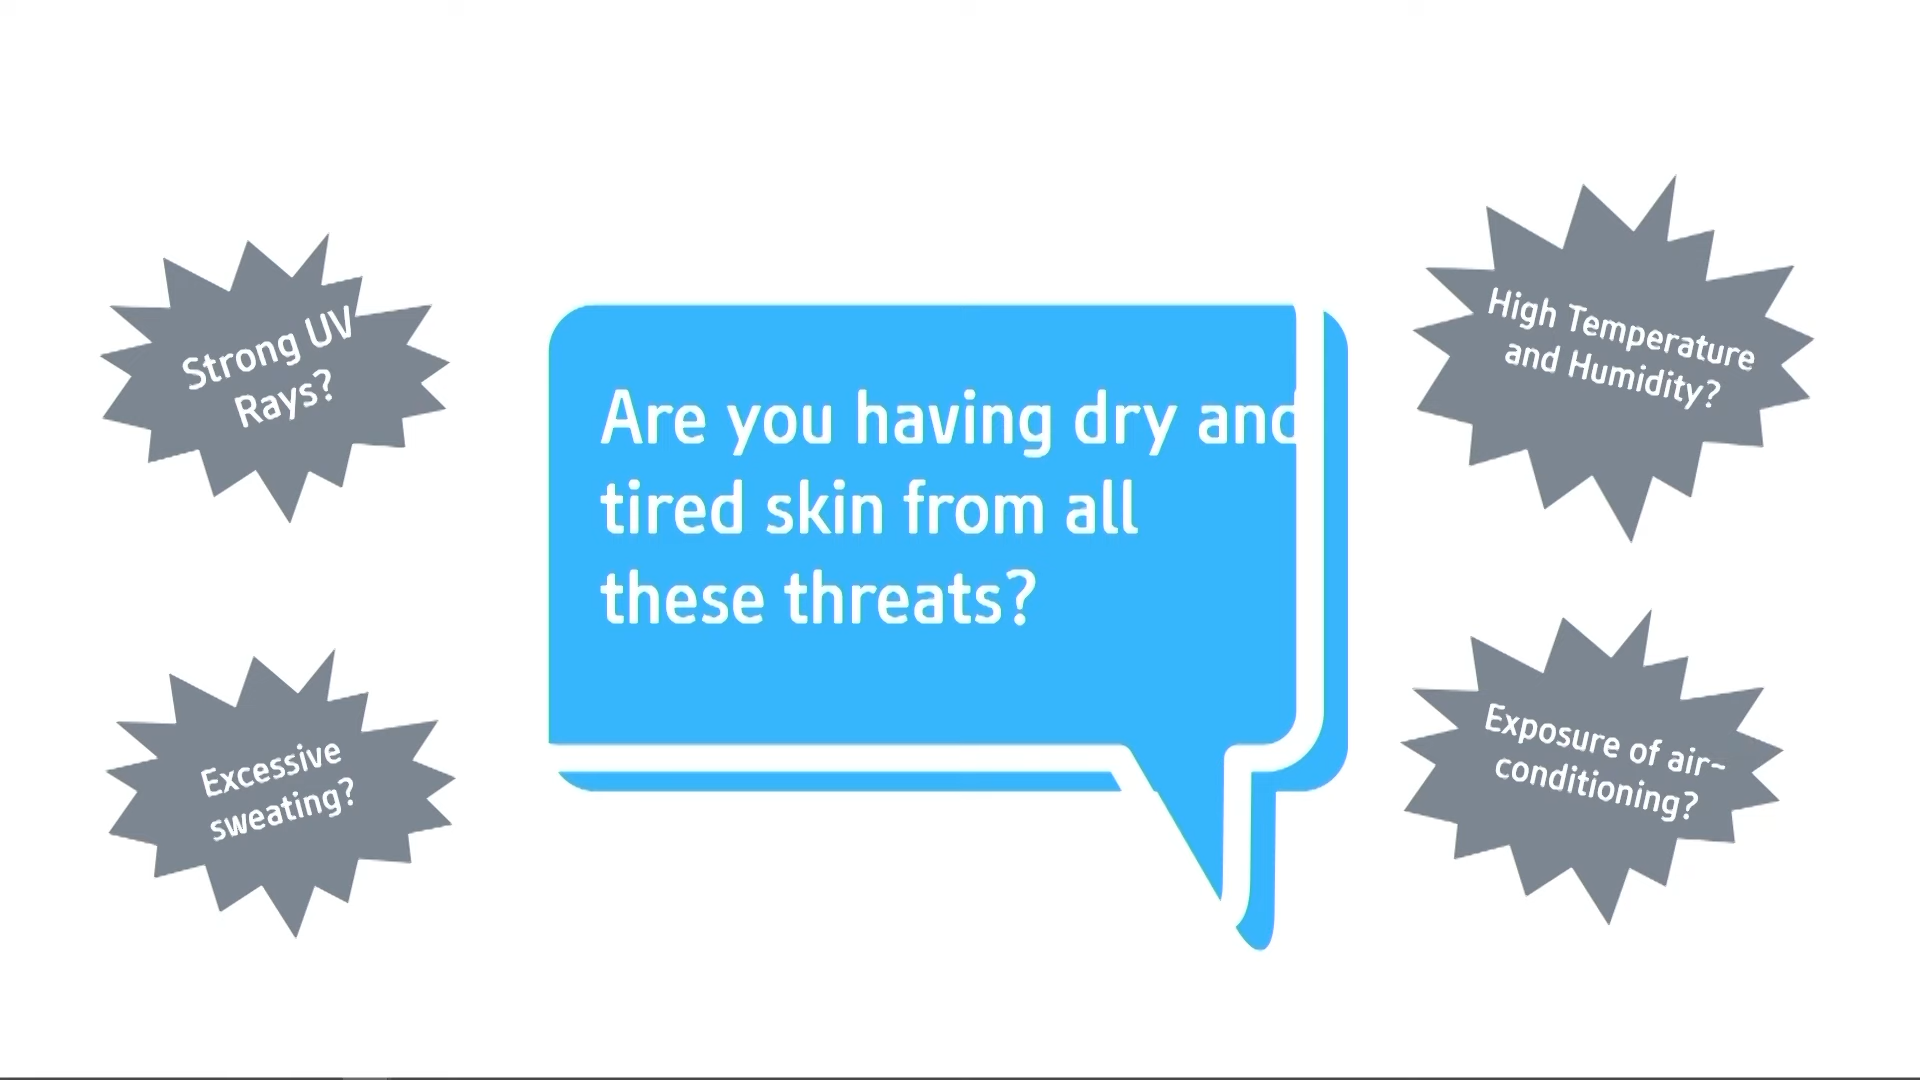 Strong UV
Rays?
High Temperature
and Humidity?
Are you having dry and
tired skin from all
these threats?
Excessive
sweating?
Exposure of air-
conditioning?